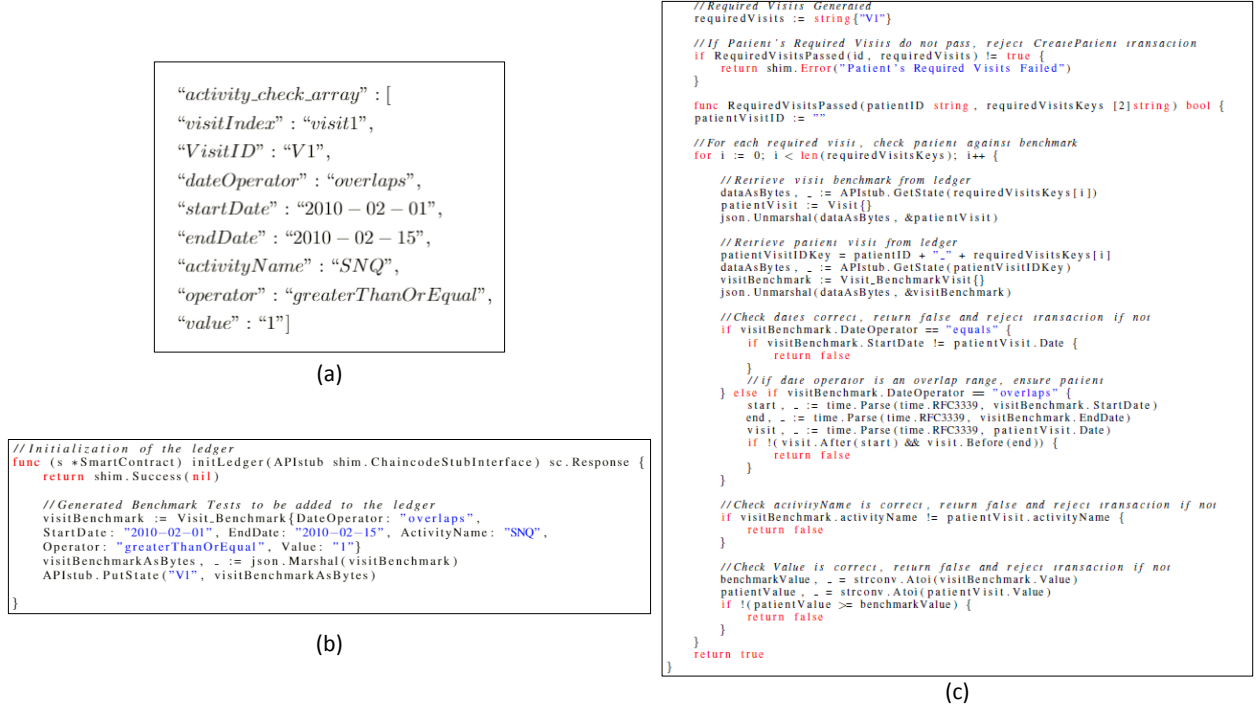 “activity_check_array” : [
“visitIndex” : “visit1”,
“VisitID” : “V1”,
“dateOperator” : “overlaps”,
“startDate” : “2010 − 02 − 01”,
“endDate” : “2010 − 02 − 15”,
“activityName” : “SNQ”,
“operator” : “greaterThanOrEqual”,
“value” : “1”]
(a)
//Initialization of the ledger
func (s *SmartContract) initLedger(APIstub shim.ChaincodeStubInterface) sc.Response {
return shim.Success(nil)
//Generated Benchmark Tests to be added to the ledger
visitBenchmark := Visit_Benchmark{DateOperator: "overlaps",
StartDate: "2010−02−01", EndDate: "2010−02−15", ActivityName: "SNQ",
Operator: "greaterThanOrEqual", Value: "1"}
visitBenchmarkAsBytes, _ := json.Marshal(visitBenchmark)
APIstub.PutState("V1", visitBenchmarkAsBytes)
}
(b)
//Required Visits Generated
requiredVisits := string{"V1"}
//If Patient's Required Visits do not pass, reject CreatePatient transaction
if RequiredVisitsPassed(id, requiredVisits) != true {
return shim.Error("Patient's Required Visits Failed")
}
func RequiredVisitsPassed(patientID string, requiredVisitsKeys [2]string) bool {
patientVisitID := ""
//For each required visit, check patient against benchmark
for i := 0; i < len(requiredVisitsKeys); i++ {
//Retrieve visit benchmark from ledger
dataAsBytes, _ := APIstub.GetState(requiredVisitsKeys[i])
patientVisit := Visit{}
json.Unmarshal(dataAsBytes, &patientVisit)
//Retrieve patient visit from ledger
patientVisitIDKey = patientID + "_" + requiredVisitsKeys[i]
dataAsBytes, _ := APIstub.GetState(patientVisitIDKey)
visitBenchmark := Visit_BenchmarkVisit{}
json.Unmarshal(dataAsBytes, &visitBenchmark)
//Check dates correct, return false and reject transaction if not
if visitBenchmark.DateOperator == "equals" {
if visitBenchmark.StartDate != patientVisit.Date {
return false
}
//if date operator is an overlap range, ensure patient
} else if visitBenchmark.DateOperator == "overlaps" {
start, _ := time.Parse(time.RFC3339, visitBenchmark.StartDate)
end, _ := time.Parse(time.RFC3339, visitBenchmark.EndDate)
visit, _ := time.Parse(time.RFC3339, patientVisit.Date)
if !(visit.After(start) && visit.Before(end)) {
return false
}
}
//Check activityName is correct, return false and reject transaction if not
if visitBenchmark.activityName != patientVisit.activityName {
return false
}
//Check Value is correct, return false and reject transaction if not
benchmarkValue, _ = strconv.Atoi(visitBenchmark.Value)
patientValue, _ = strconv.Atoi(patientVisit.Value)
if !(patientValue >= benchmarkValue) {
return false
}
}
return true
}
(c)